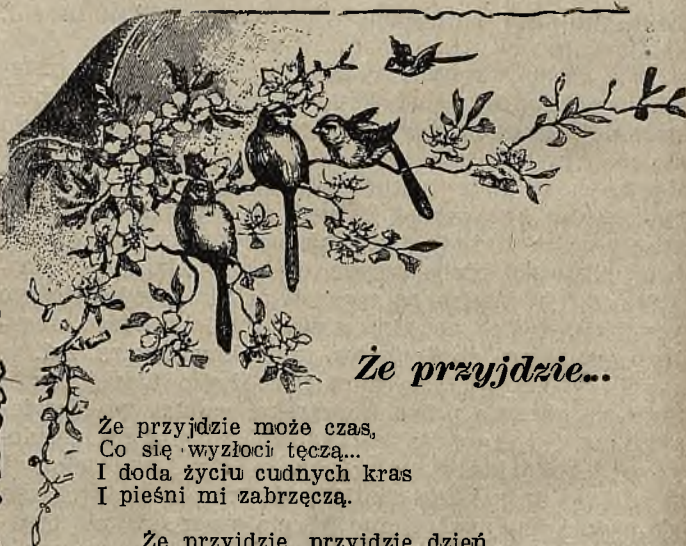 Że przyjdzie...
Że przyjdzie może czas,
Co się wyzłoci tęczą...
I doda życiu cudnych kras
I pieśni mi zabrzęczą.
Że przyjdzie, przyjdzie dzień